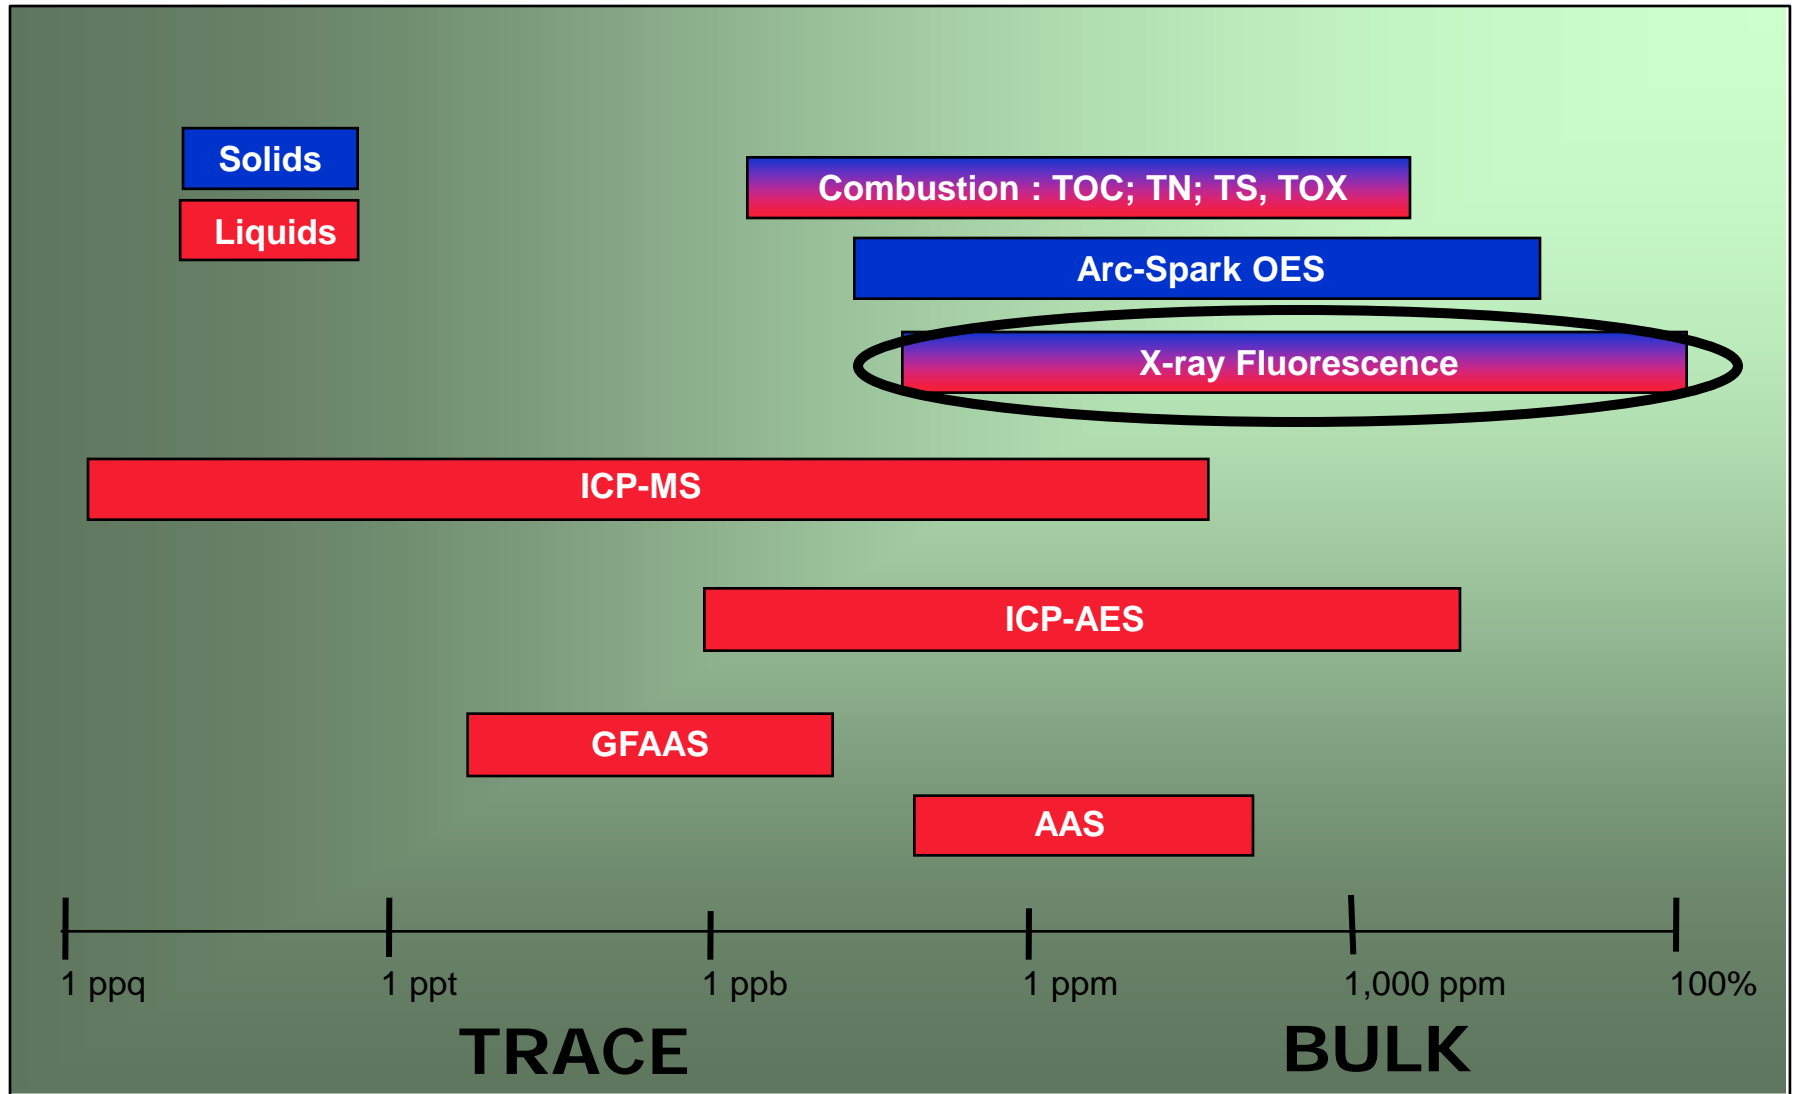 Solids
Liquids
Combustion : TOC; TN; TS, TOX
Arc-Spark OES
X-ray Fluorescence
ICP-MS
ICP-AES
GFAAS
AAS
1 ppq 1 ppt 1 ppb 1 ppm 1,000 ppm 100%
TRACE BULK